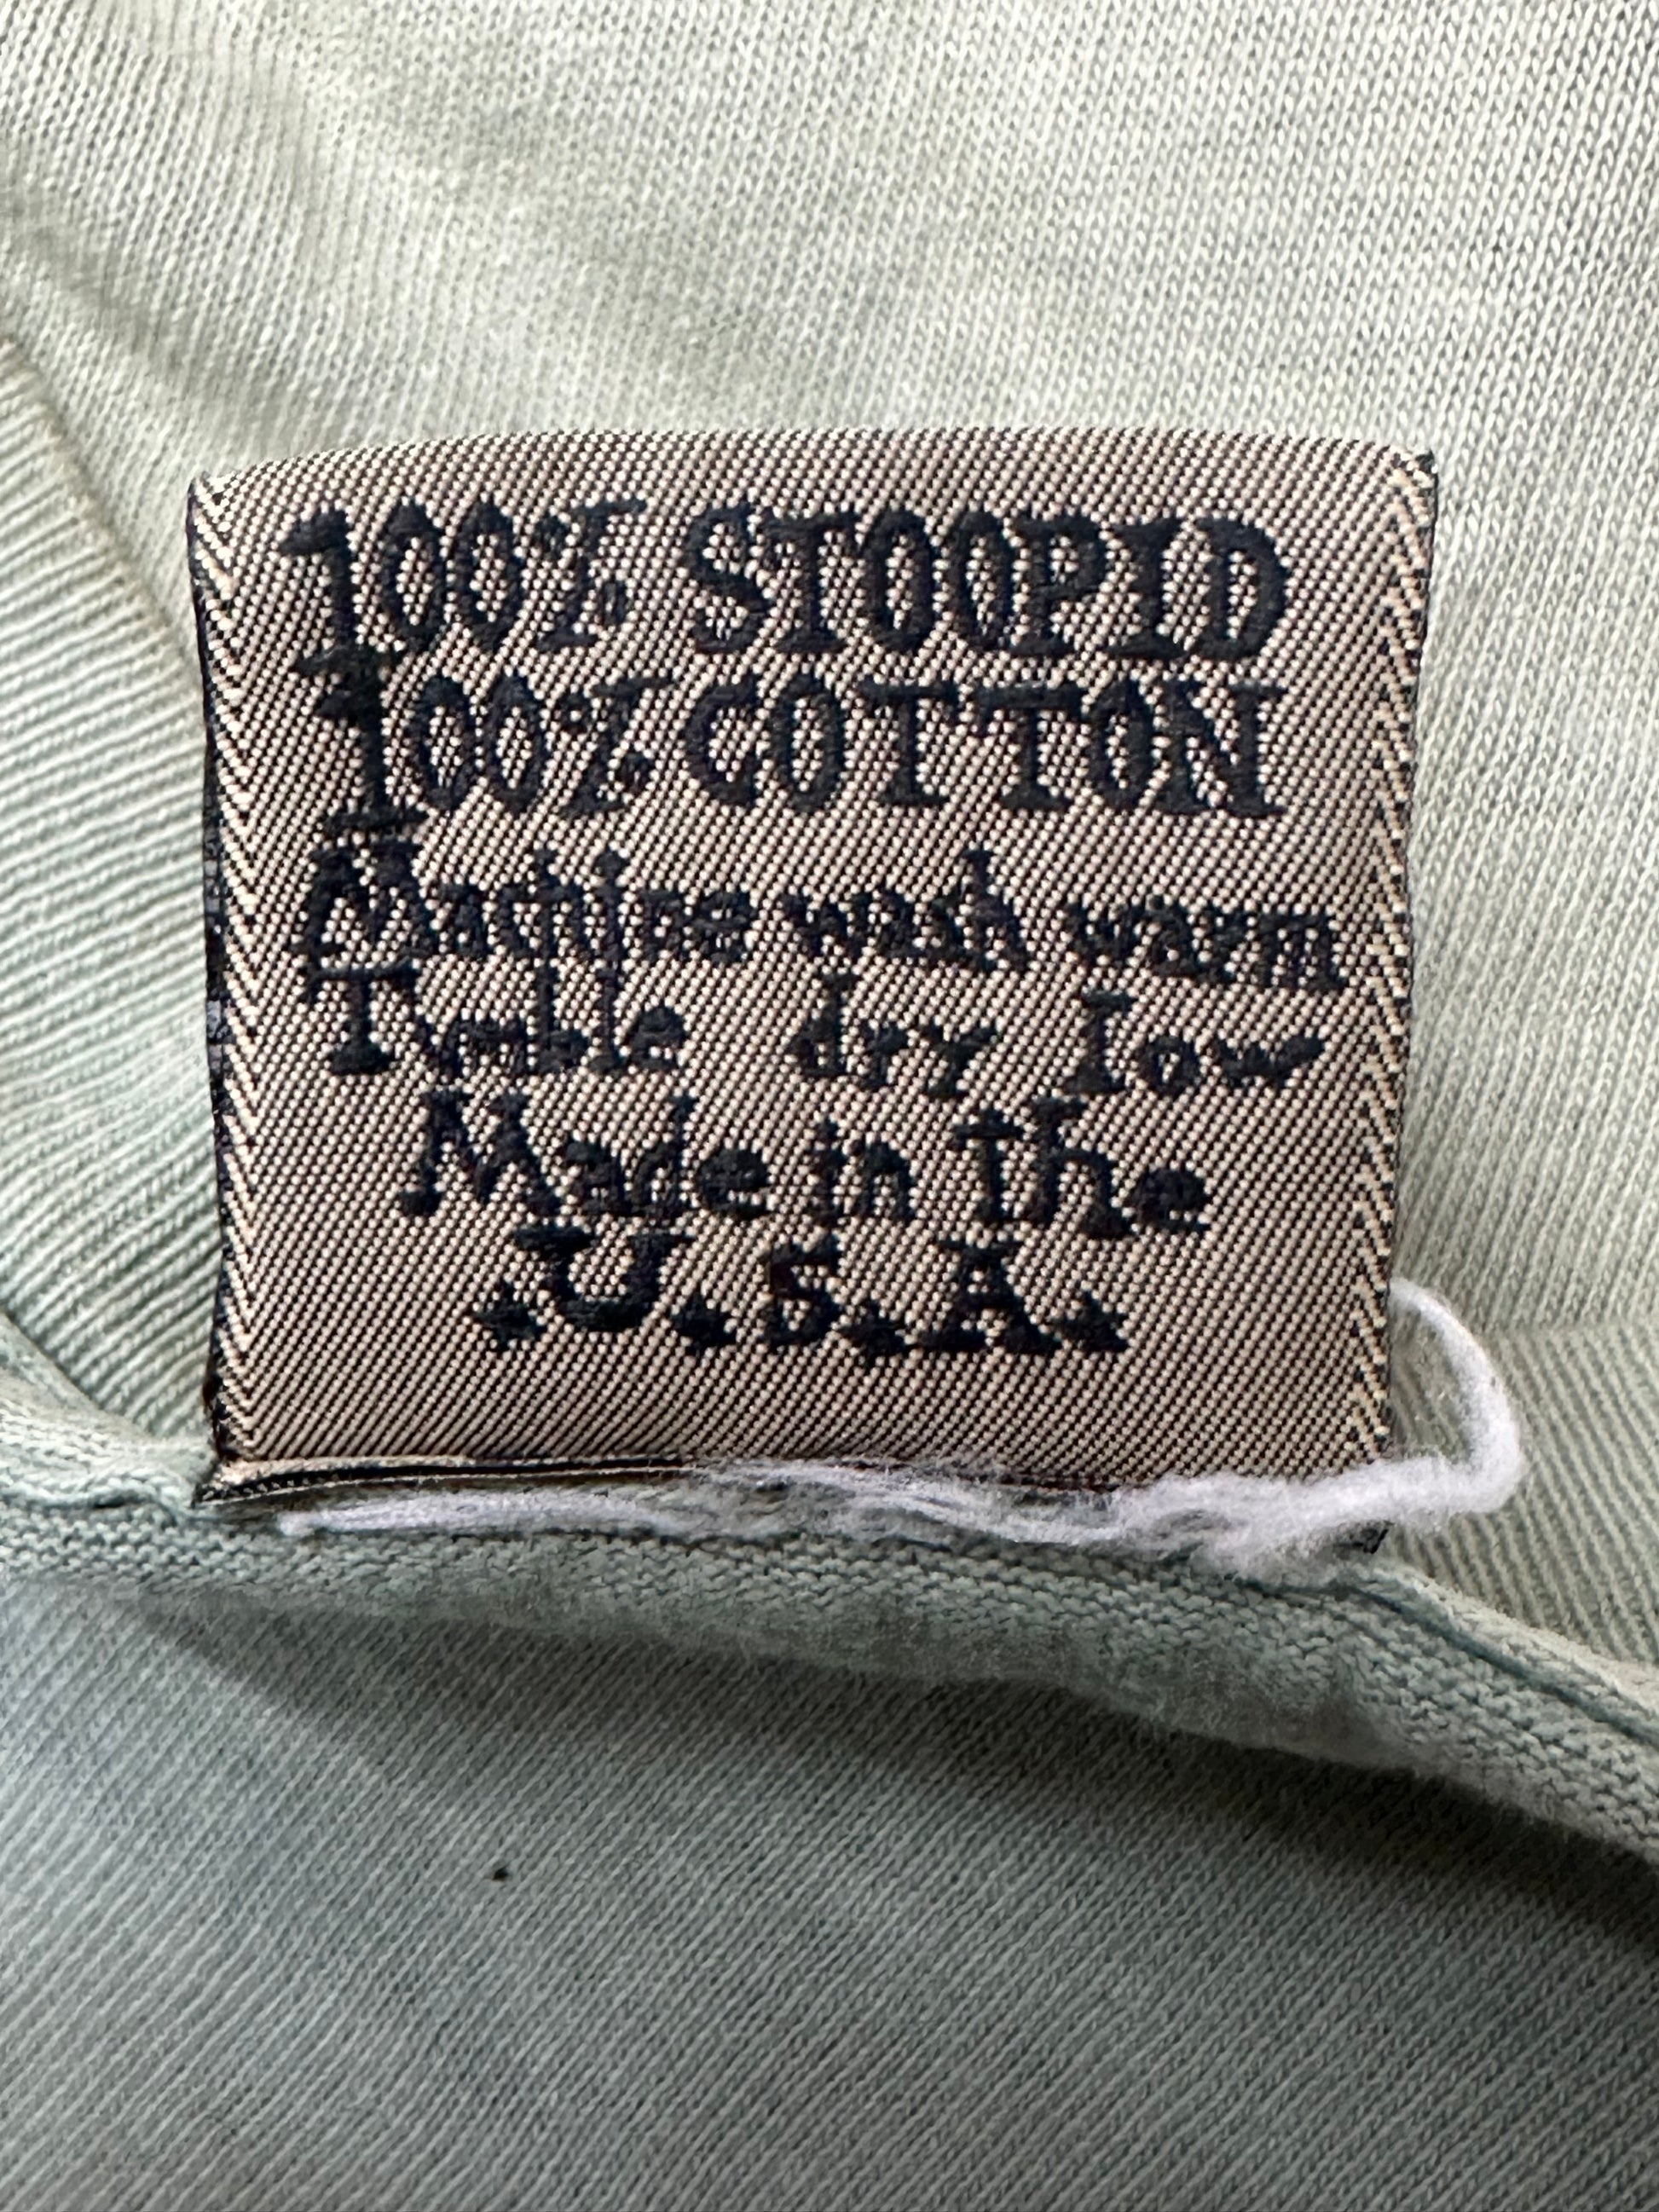 100% STOOPID
100% COTTON
Machine wash warm
Tumble dry low
Made in the
★U★S★A★